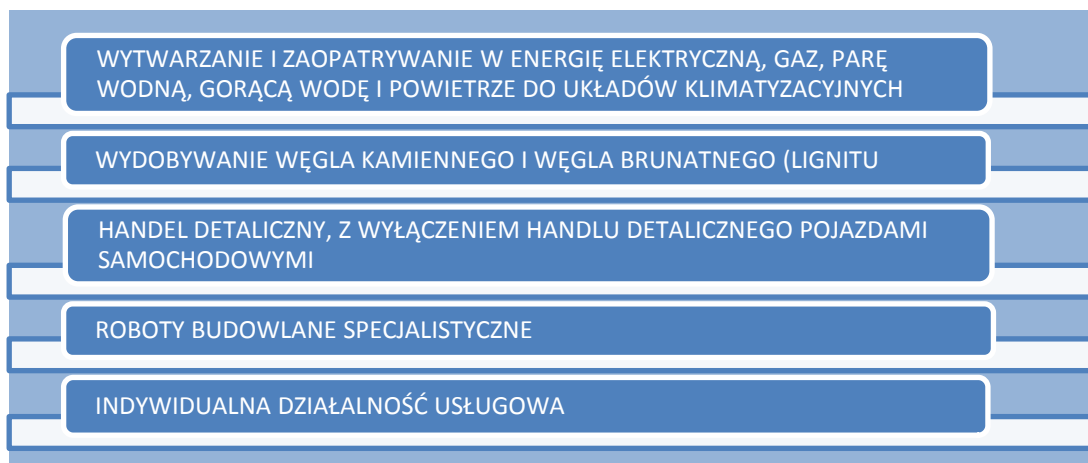 WYTWARZANIE I ZAOPATRYWANIE W ENERGIĘ ELEKTRYCZNĄ, GAZ, PARĘ
WODNĄ, GORĄCĄ WODĘ I POWIETRZE DO UKŁADÓW KLIMATYZACYJNYCH
WYDOBYWANIE WĘGLA KAMIENNEGO I WĘGLA BRUNATNEGO (LIGNITU
HANDEL DETALICZNY, Z WYŁĄCZENIEM HANDLU DETALICZNEGO POJAZDAMI
SAMOCHODOWYMI
ROBOTY BUDOWLANE SPECJALISTYCZNE
INDYWIDUALNA DZIAŁALNOŚĆ USŁUGOWA